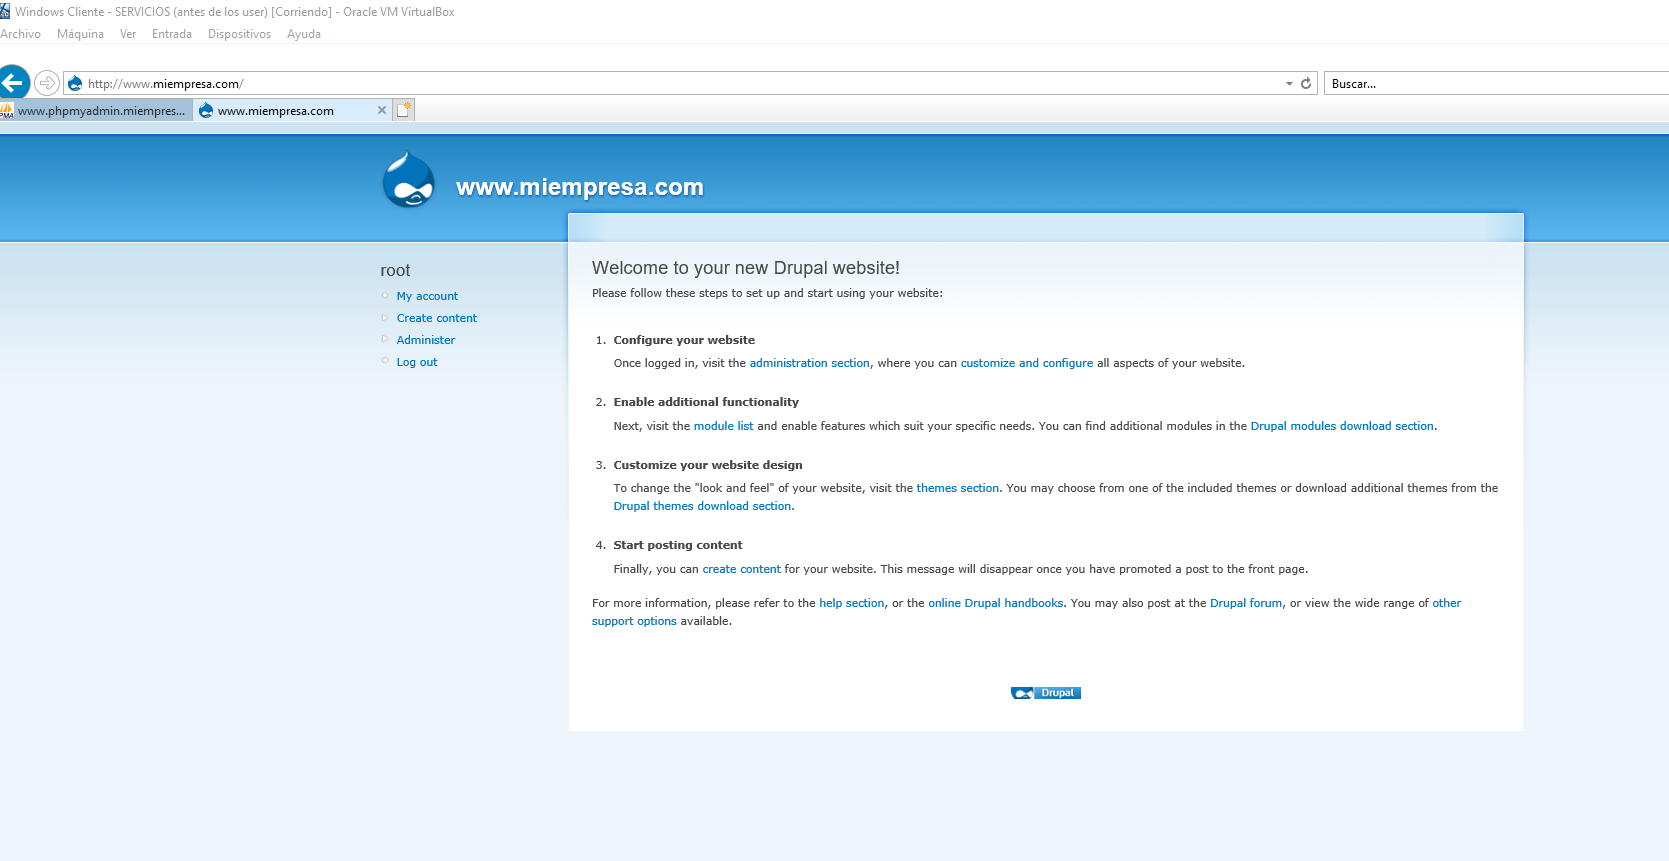 Windows Cliente - SERVICIOS (antes de los user) [Corriendo] - Oracle VM VirtualBox
Archivo Máquina Ver Entrada Dispositivos Ayuda
http://www.miempresa.com/
Buscar...
PMA www.phpmyadmin.miempres...
www.miempresa.com
www.miempresa.com
root
My account
Create content
Administer
Log out
Welcome to your new Drupal website!
Please follow these steps to set up and start using your website:
1. Configure your website
Once logged in, visit the administration section, where you can customize and configure all aspects of your website.
2. Enable additional functionality
Next, visit the module list and enable features which suit your specific needs. You can find additional modules in the Drupal modules download section.
3. Customize your website design
To change the "look and feel" of your website, visit the themes section. You may choose from one of the included themes or download additional themes from the
Drupal themes download section.
4. Start posting content
Finally, you can create content for your website. This message will disappear once you have promoted a post to the front page.
For more information, please refer to the help section, or the online Drupal handbooks. You may also post at the Drupal forum, or view the wide range of other
support options available.
Drupal